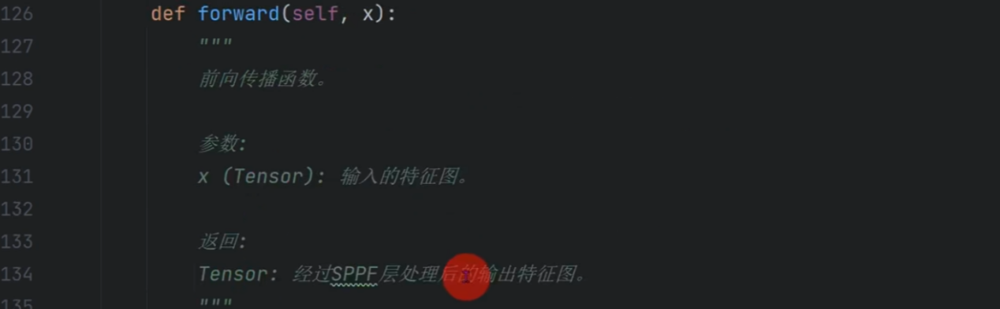 126 def forward(self, x):
127 """
128 前向传播函数。
129
130 参数:
131 x (Tensor): 输入的特征图。
132
133 返回:
134 Tensor: 经过SPPF层处理后的输出特征图。
135 """